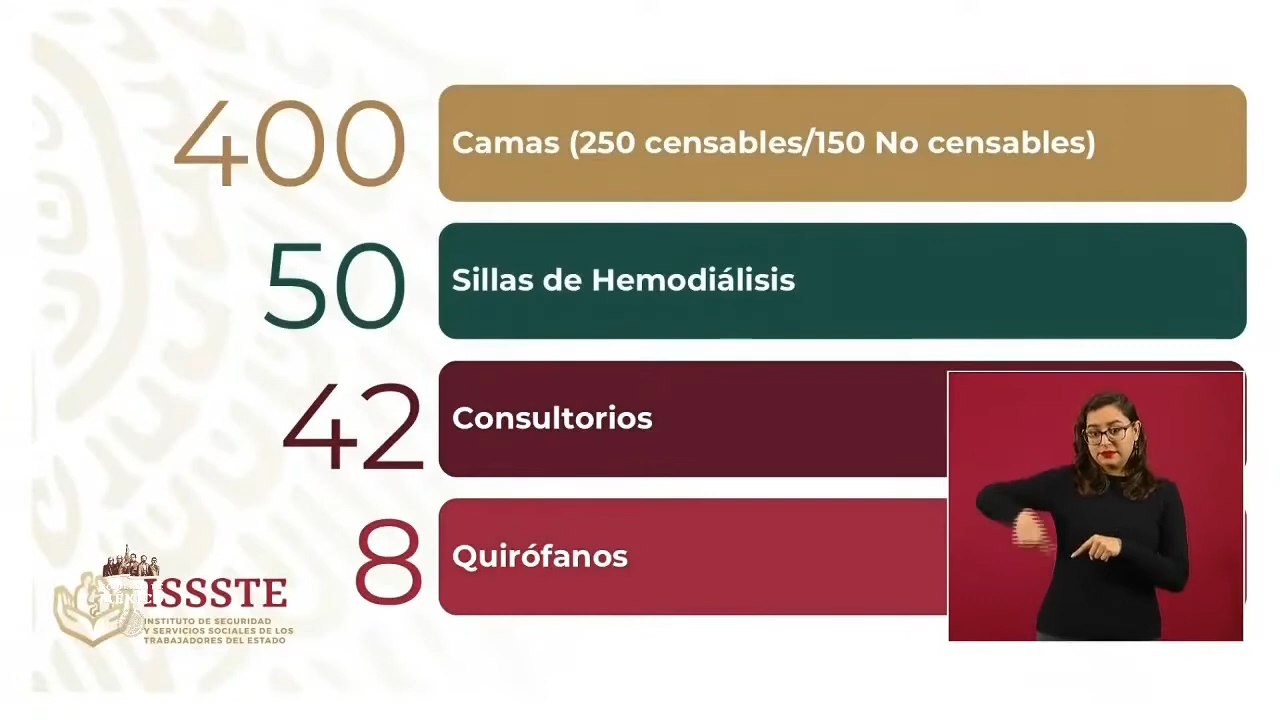 400
Camas (250 censables/150 No censables)
50
Sillas de Hemodiálisis
42
Consultorios
8
Quirófanos
ISSSTE
INSTITUTO DE SEGURIDAD
Y SERVICIOS SOCIALES DE LOS
TRABAJADORES DEL ESTADO